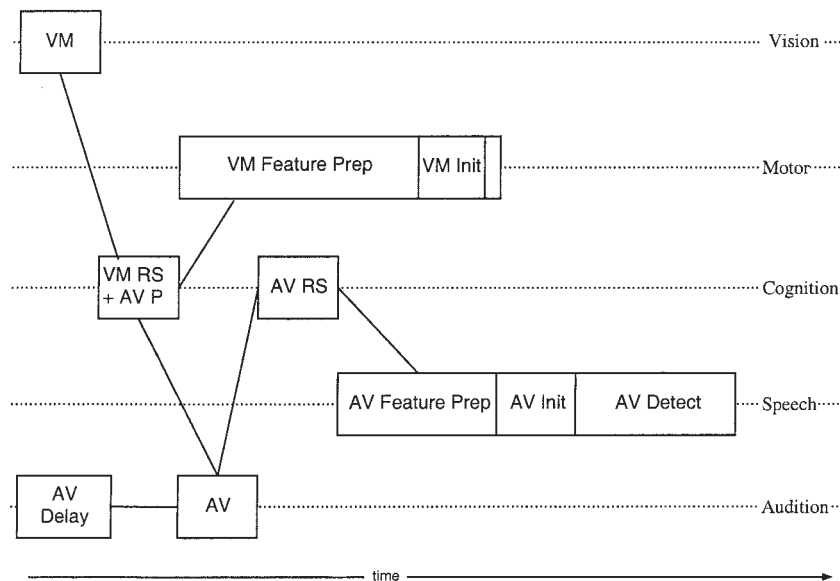 VM
Vision
VM Feature Prep
VM Init
Motor
VM RS
+ AV P
AV RS
Cognition
AV Feature Prep
AV Init
AV Detect
Speech
AV
Delay
AV
Audition
time